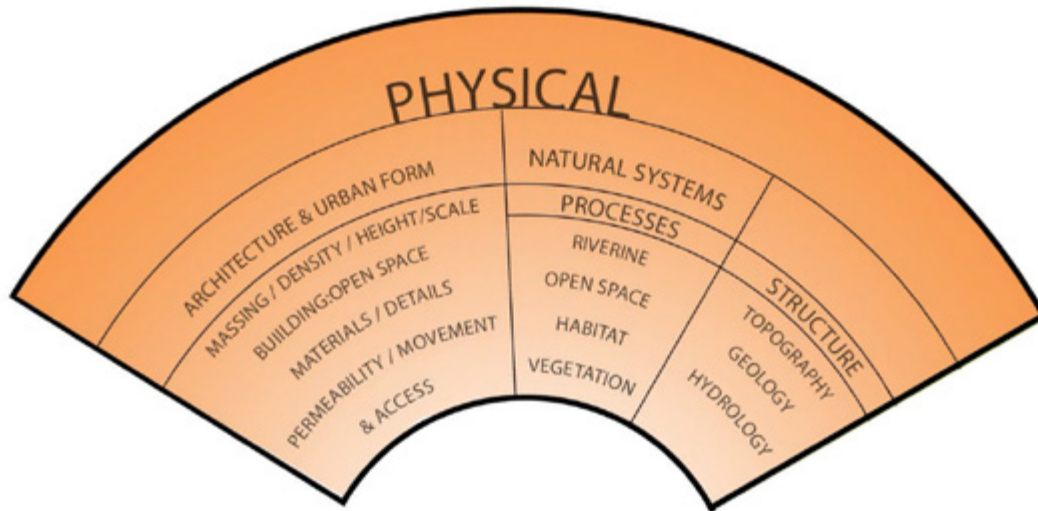 PHYSICAL
ARCHITECTURE & URBAN FORM
MASSING / DENSITY / HEIGHT/SCALE
BUIILDING:OPEN SPACE
MATERIALS / DETAILS
PERMEABILITY / MOVEMENT
& ACCESS
NATURAL SYSTEMS
PROCESSES
RIVERINE
OPEN SPACE
HABITAT
VEGETATION
STRUCTURE
TOPOGRAPHY
GEOLOGY
HYDROLOGY